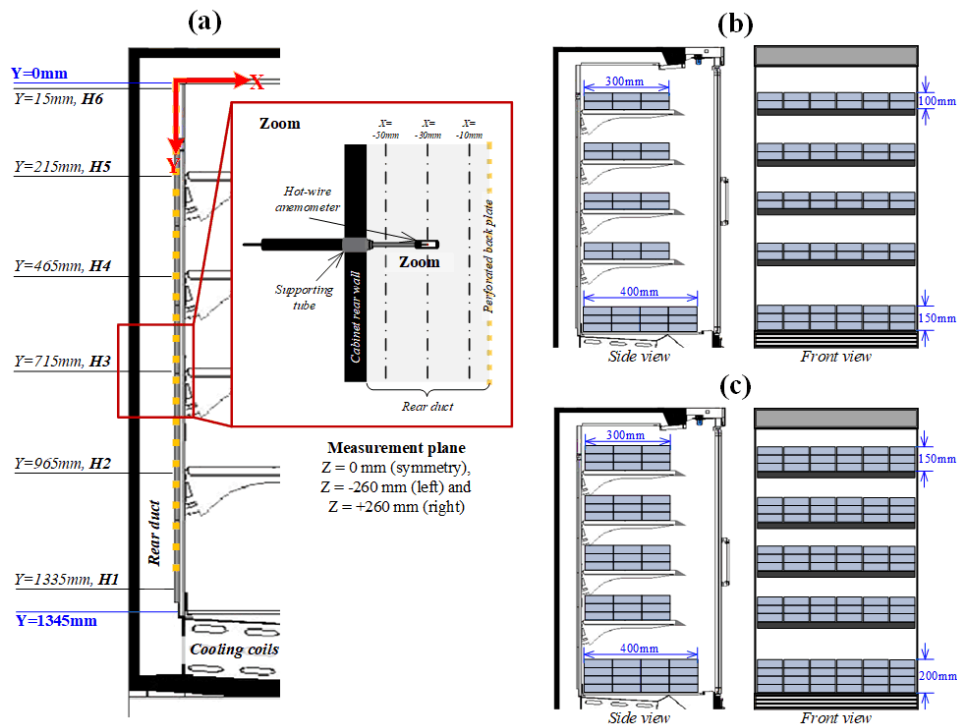 (a)
Y=0mm
X
Y=15mm, H6
Y
Y=215mm, H5
Y=465mm, H4
Y=715mm, H3
Y=965mm, H2
Rear duct
Y=1335mm, H1
Y=1345mm
Cooling coils
Zoom
X=
-50mm
X=
-30mm
X=
-10mm
Hot-wire
anemometer
Zoom
Supporting
tube
Cabinet rear wall
Perforated back plate
Rear duct
Measurement plane
Z = 0 mm (symmetry),
Z = -260 mm (left) and
Z = +260 mm (right)
(b)
300mm
100mm
400mm
150mm
Side view
Front view
(c)
300mm
150mm
400mm
200mm
Side view
Front view